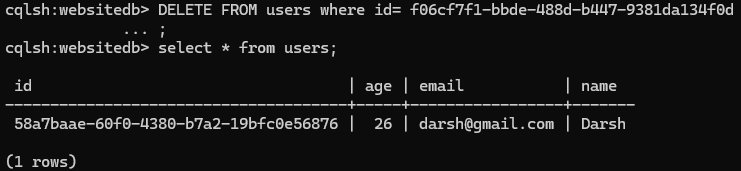 cqlsh:websitedb> DELETE FROM users where id= f06cf7f1-bbde-488d-b447-9381da134f0d
... ;
cqlsh:websitedb> select * from users;
id | age | email | name
--------------------------------------+-----+-----------------+-------
58a7baae-60f0-4380-b7a2-19bfc0e56876 | 26 | darsh@gmail.com | Darsh
(1 rows)